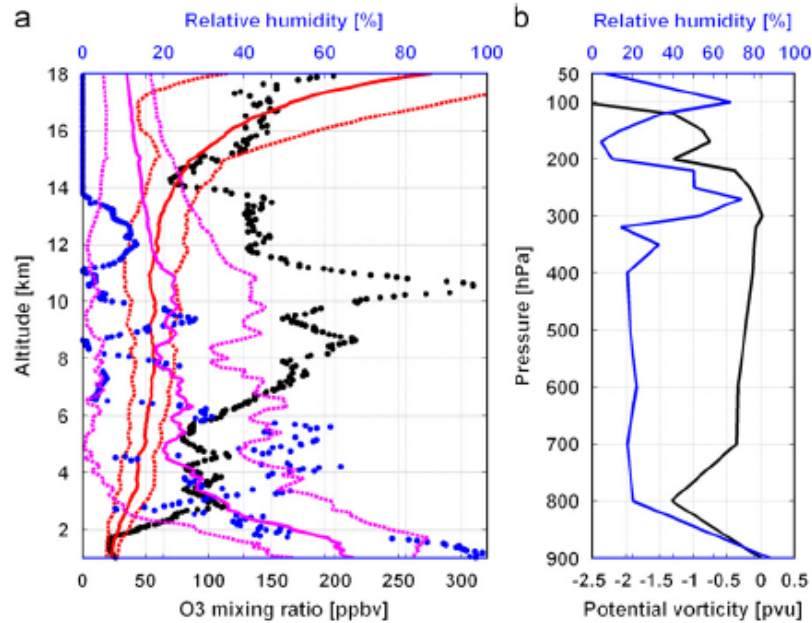 a
Relative humidity [%]
0 20 40 60 80 100
18
16
14
12
10
8
6
4
2
Altitude [km]
0 50 100 150 200 250 300
O3 mixing ratio [ppbv]
b
Relative humidity [%]
0 20 40 60 80 100
50
100
200
300
400
500
600
700
800
900
Pressure [hPa]
-2.5 -2 -1.5 -1 -0.5 0 0.5
Potential vorticity [pvu]